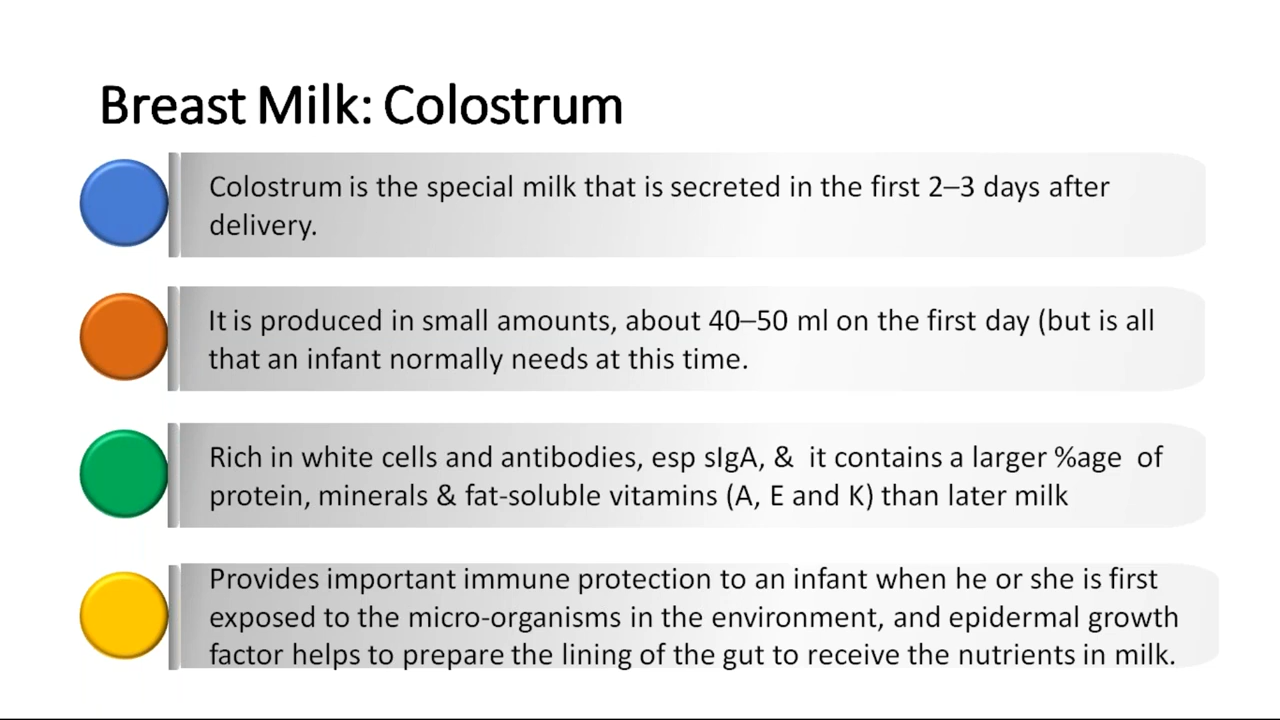 Breast Milk: Colostrum
Colostrum is the special milk that is secreted in the first 2–3 days after
delivery.
It is produced in small amounts, about 40–50 ml on the first day (but is all
that an infant normally needs at this time.
Rich in white cells and antibodies, esp sIgA, &  it contains a larger %age  of
protein, minerals & fat-soluble vitamins (A, E and K) than later milk
Provides important immune protection to an infant when he or she is first
exposed to the micro-organisms in the environment, and epidermal growth
factor helps to prepare the lining of the gut to receive the nutrients in milk.